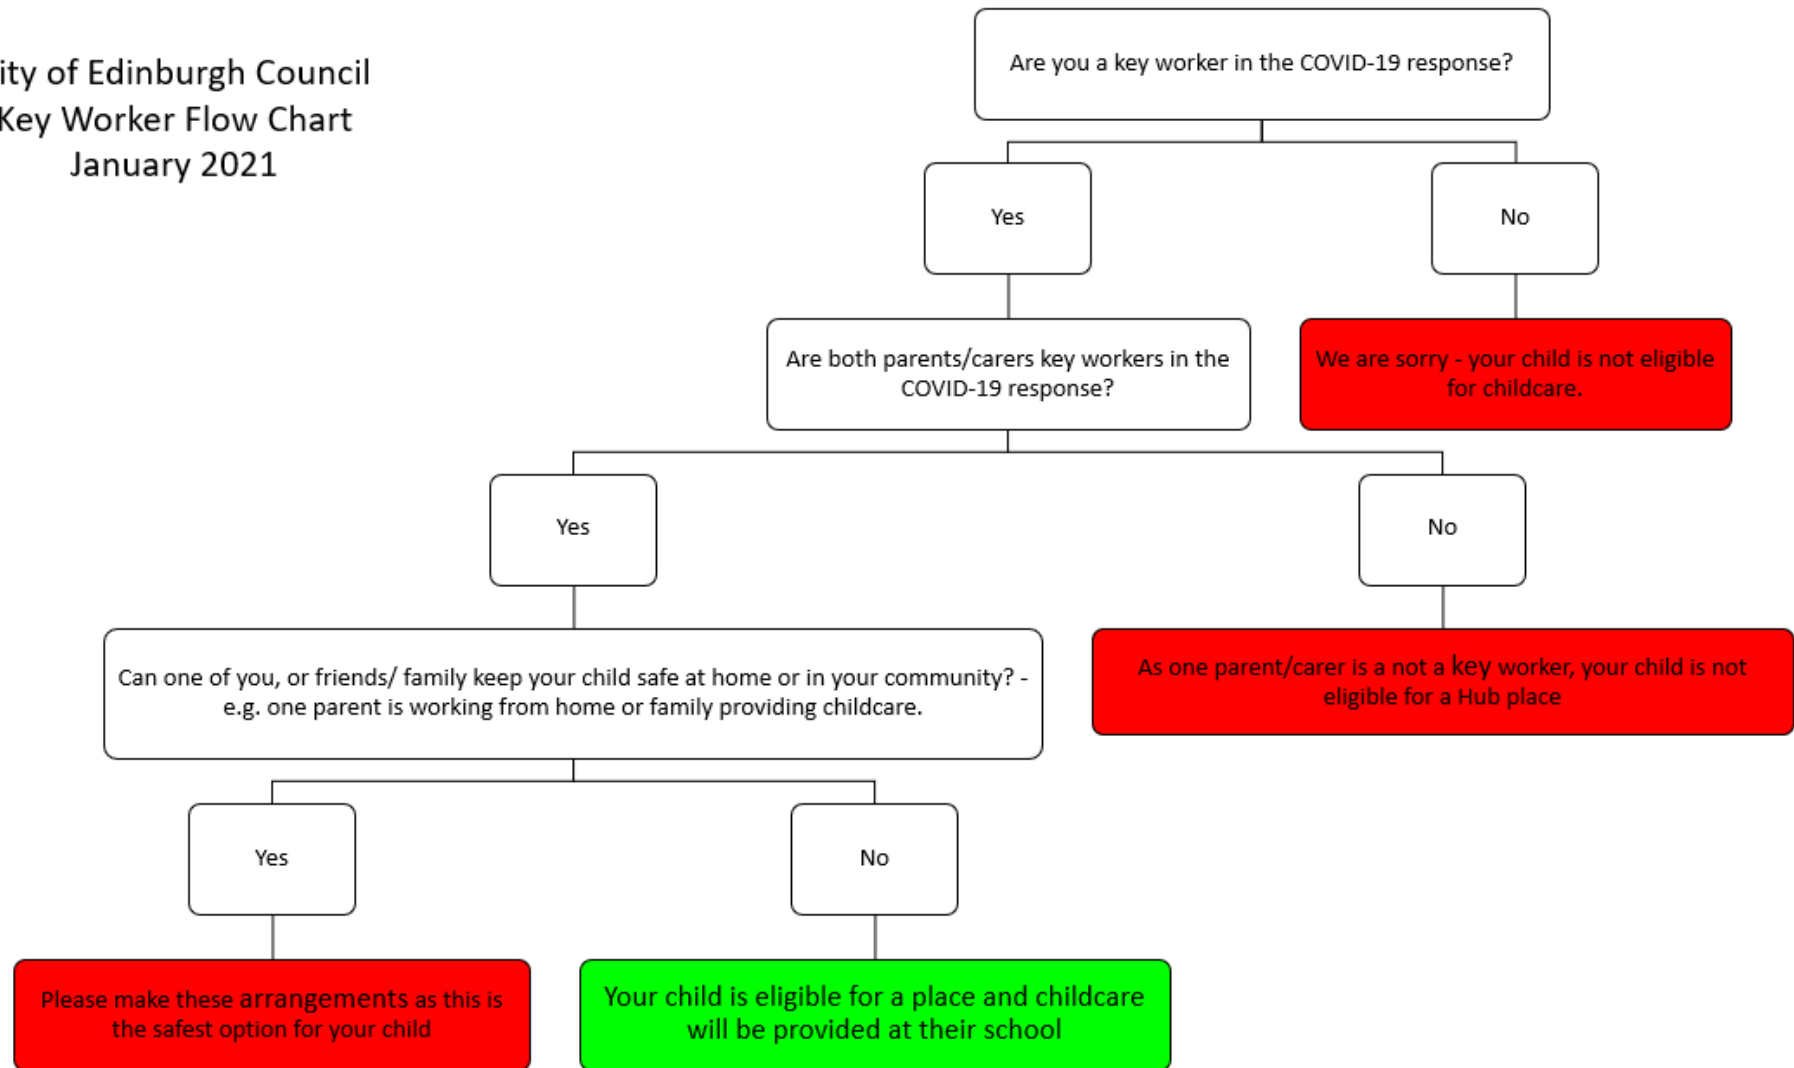 ity of Edinburgh Council
Key Worker Flow Chart
January 2021
Are you a key worker in the COVID-19 response?
Yes
No
Are both parents/carers key workers in the
COVID-19 response?
We are sorry - your child is not eligible
for childcare.
Yes
No
Can one of you, or friends/ family keep your child safe at home or in your community? -
e.g. one parent is working from home or family providing childcare.
As one parent/carer is a not a key worker, your child is not
eligible for a Hub place
Yes
No
Please make these arrangements as this is
the safest option for your child
Your child is eligible for a place and childcare
will be provided at their school